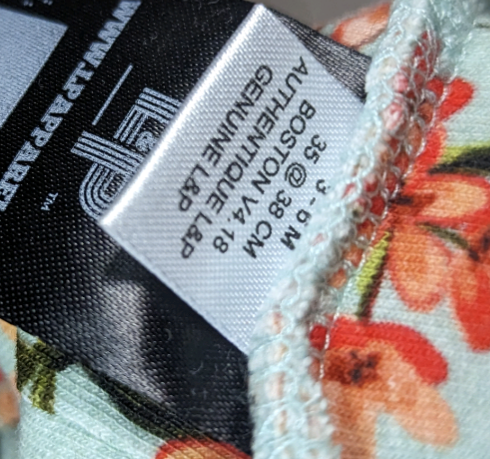 3 - 6 M
35 @ 38 CM
BOSTON V4.18
AUTHENTIQUE L&P
GENUINE L&P
WWW.LPAPPAREL
L&P
TM